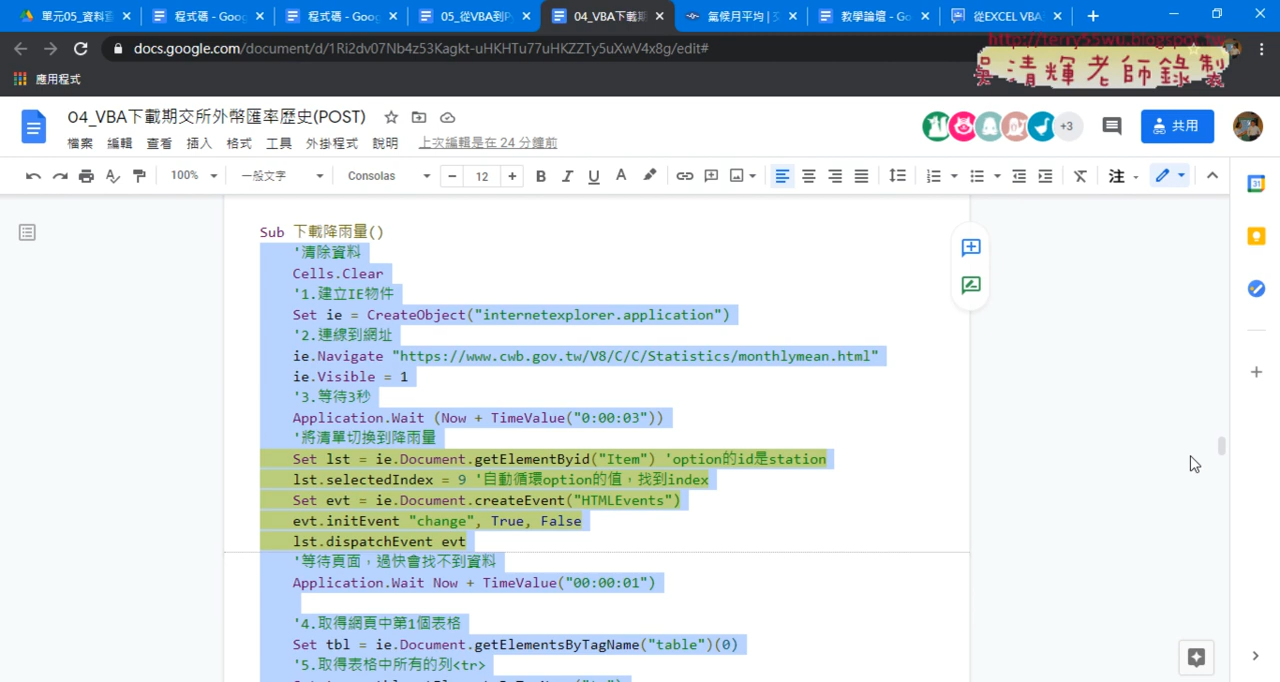 單元05_資料
程式碼 - Goog
程式碼 - Goog
05_從VBA到P
04_VBA下載期
氣候月平均 | 交
教學論壇 - Go
從EXCEL VBA
docs.google.com/document/d/1Ri2dv07Nb4z53Kagkt-uHKHTu77uHKZZTy5uXwV4x8g/edit#
http://terry55wu.blogspot.tw
吳清輝老師錄製
應用程式
04_VBA下載期交所外幣匯率歷史(POST)
+3
共用
檔案 編輯 查看 插入 格式 工具 外掛程式 說明 上次編輯是在 24 分鐘前
100% 一般文字 Consolas 12 B I U A 注
Sub 下載降雨量()
'清除資料
Cells.Clear
'1.建立IE物件
Set ie = CreateObject("internetexplorer.application")
'2.連線到網址
ie.Navigate "https://www.cwb.gov.tw/V8/C/C/Statistics/monthlymean.html"
ie.Visible = 1
'3.等待3秒
Application.Wait (Now + TimeValue("0:00:03"))
'將清單切換到降雨量
Set lst = ie.Document.getElementByid("Item") 'option的id是station
lst.selectedIndex = 9 '自動循環option的值，找到index
Set evt = ie.Document.createEvent("HTMLEvents")
evt.initEvent "change", True, False
lst.dispatchEvent evt
'等待頁面，過快會找不到資料
Application.Wait Now + TimeValue("00:00:01")
'4.取得網頁中第1個表格
Set tbl = ie.Document.getElementsByTagName("table")(0)
'5.取得表格中所有的列<tr>